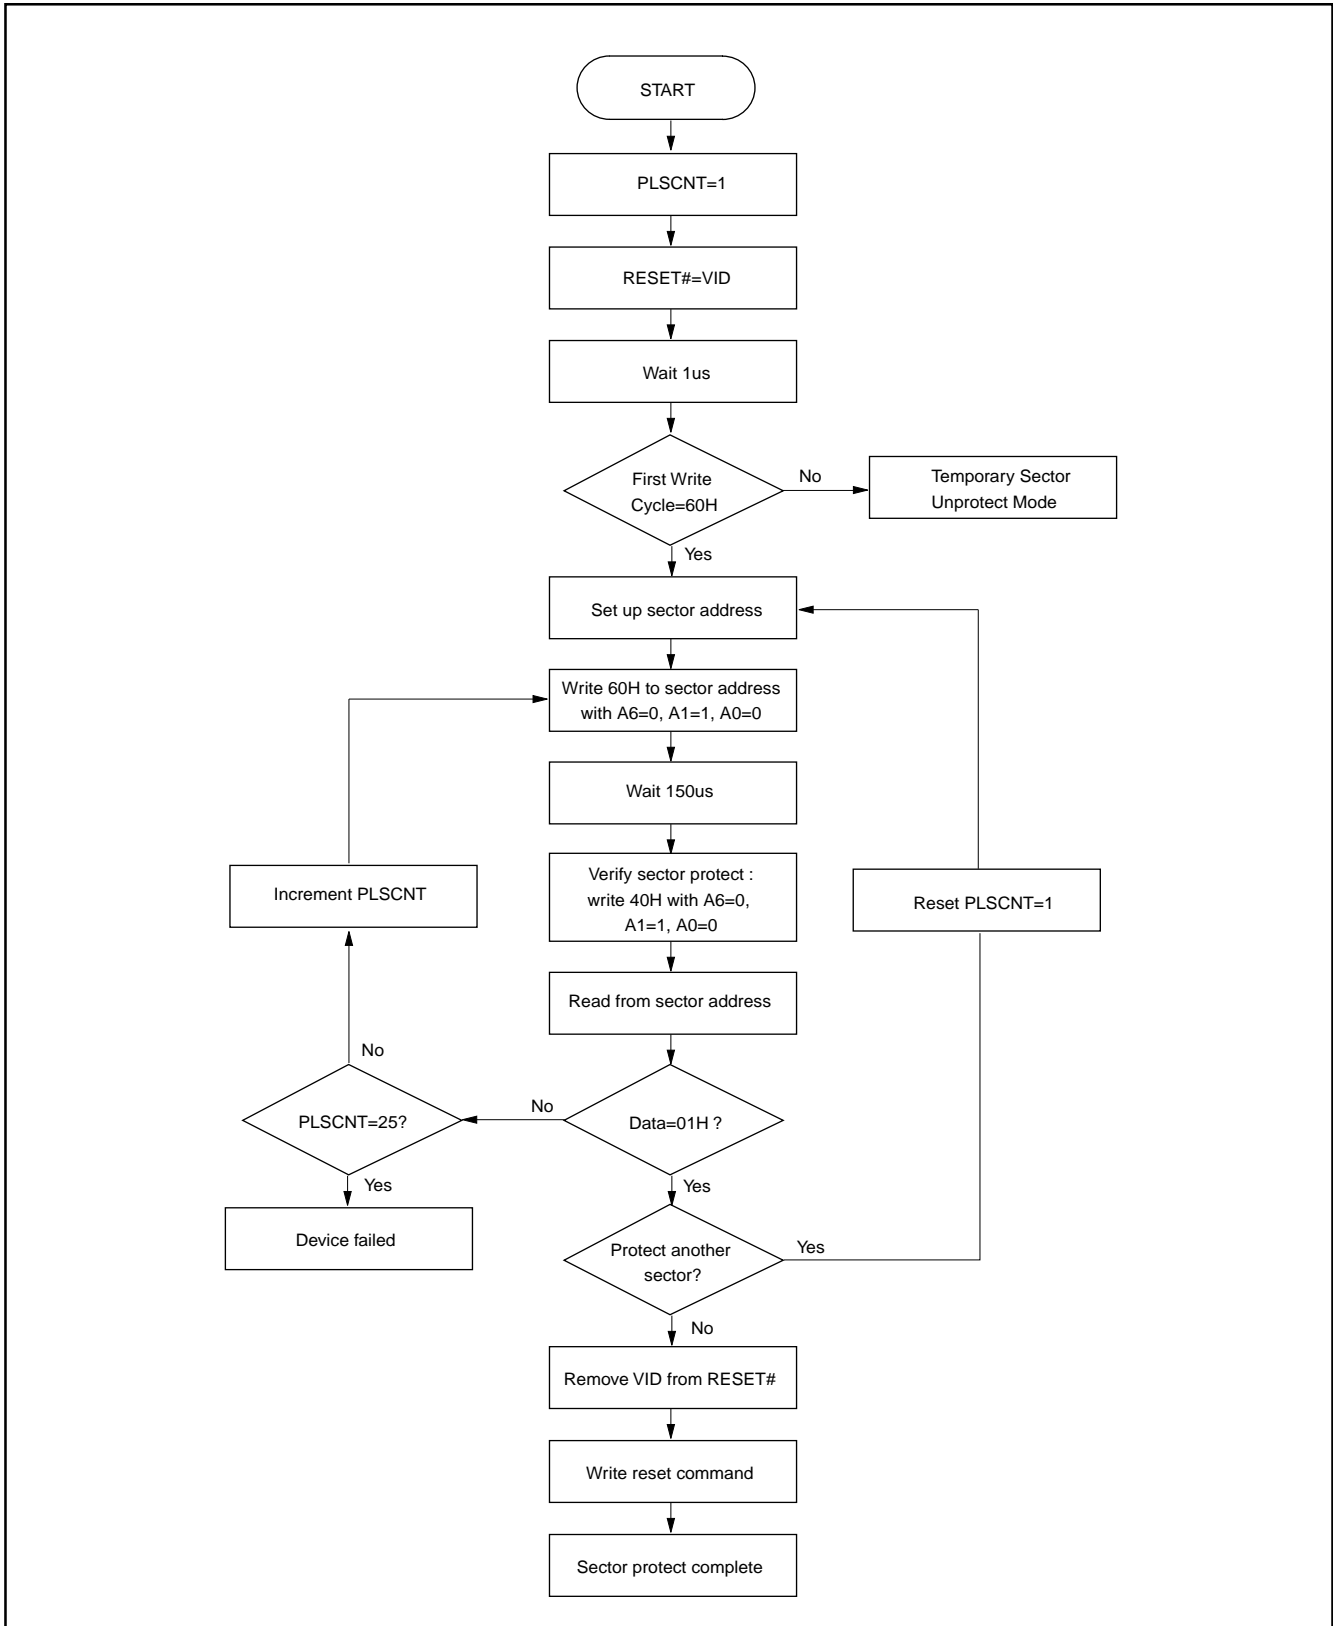 START
PLSCNT=1
RESET#=VID
Wait 1us
First Write
Cycle=60H
No
Temporary Sector
Unprotect Mode
Yes
Set up sector address
Write 60H to sector address
with A6=0, A1=1, A0=0
Wait 150us
Verify sector protect :
write 40H with A6=0,
A1=1, A0=0
Increment PLSCNT
Reset PLSCNT=1
Read from sector address
No
PLSCNT=25?
No
Data=01H ?
Yes
Yes
Device failed
Protect another
sector?
Yes
No
Remove VID from RESET#
Write reset command
Sector protect complete